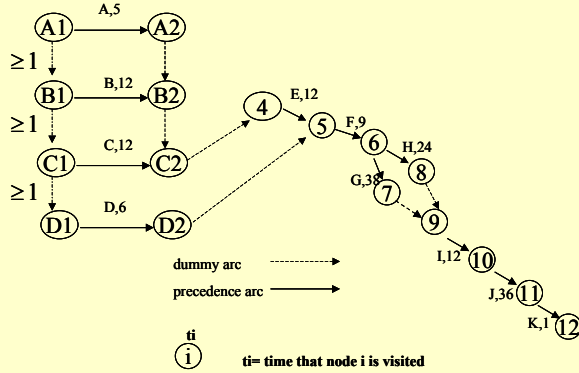 A1 A,5 A2
≥1
B1 B,12 B2
≥1
C1 C,12 C2
≥1
D1 D,6 D2
4 E,12
5 F,9
6 H,24
G,38 7 8
9
I,12 10
J,36 11
K,1 12
dummy arc
precedence arc
ti
i ti= time that node i is visited